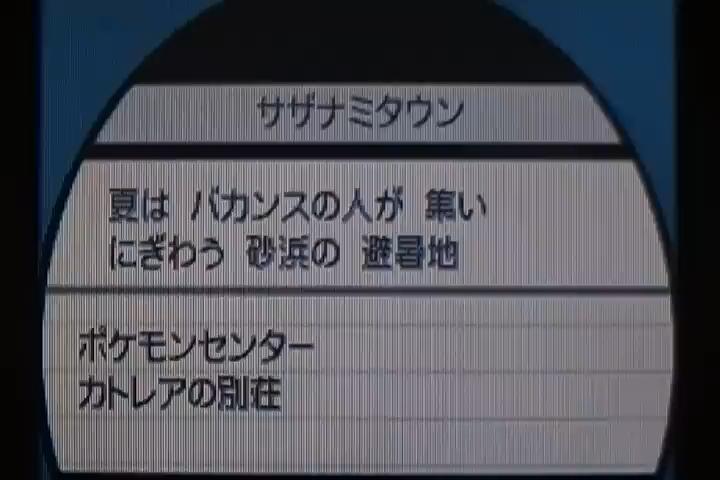 サザナミタウン
夏は バカンスの人が 集い
にぎわう 砂浜の 避暑地
ポケモンセンター
カトレアの別荘